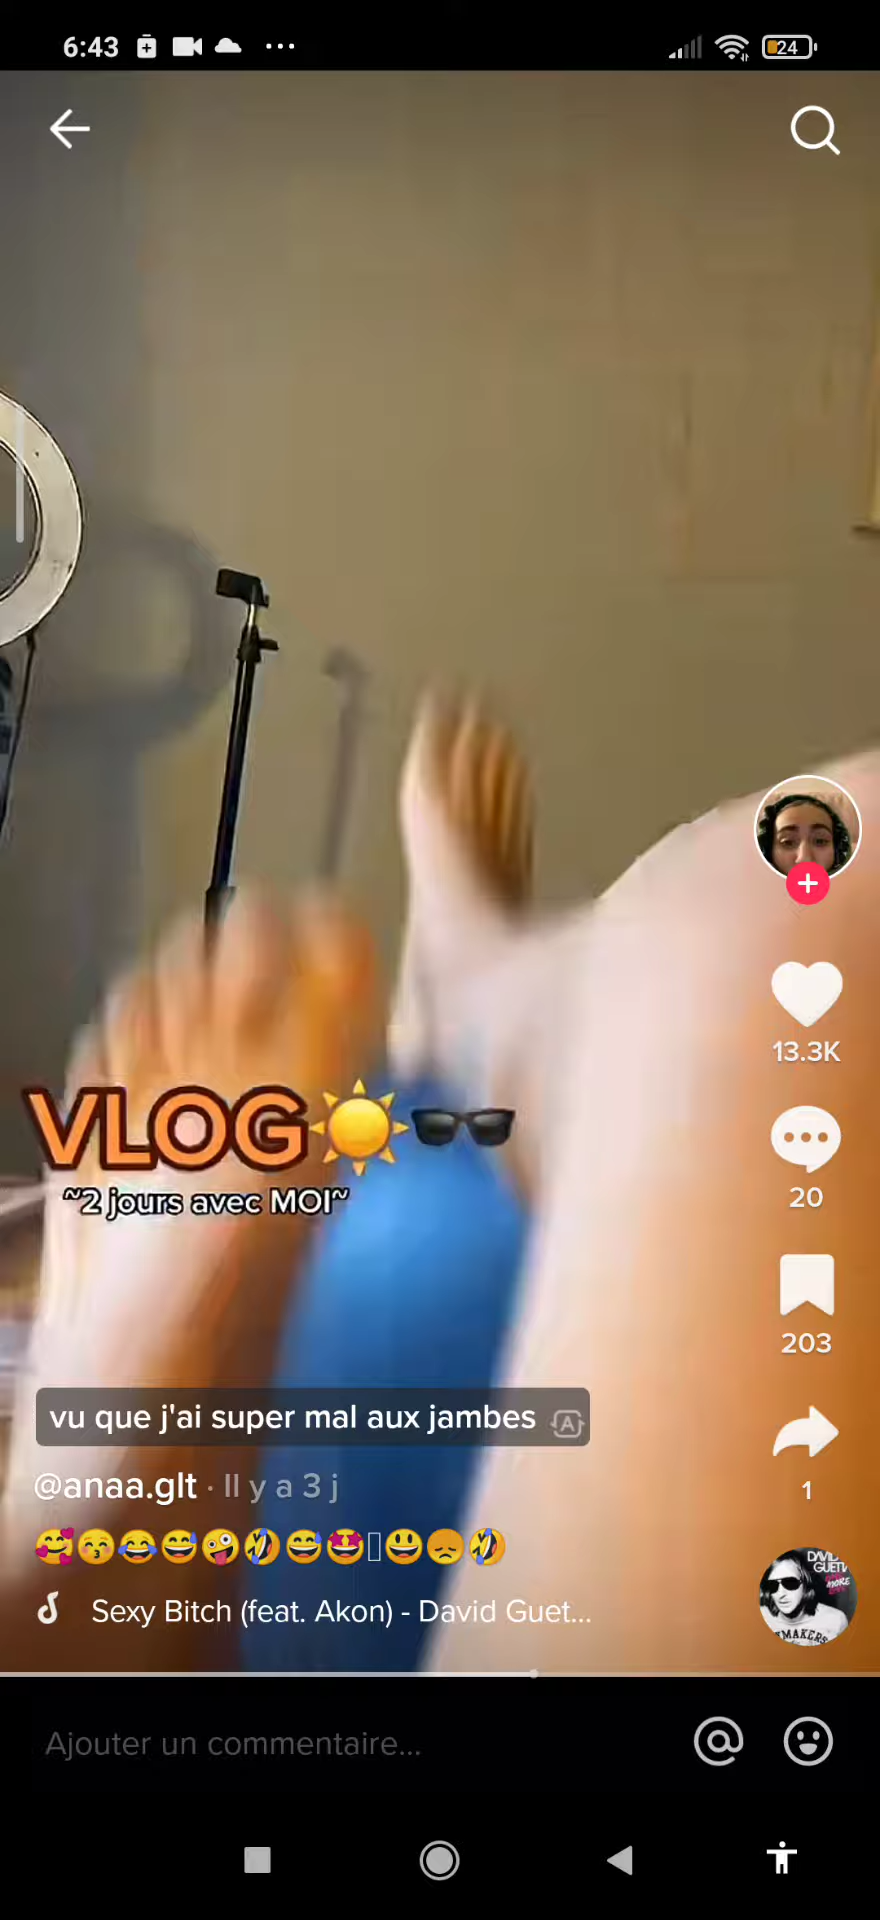 6:43
24
13.3K
VLOG☀️🕶️
~2 jours avec MOI~
20
203
vu que j'ai super mal aux jambes
@anaa.glt · Il y a 3 j
1
🥰😚😂😅🤪🤣😅🤩▯😃😞🤣
Sexy Bitch (feat. Akon) - David Guet...
Ajouter un commentaire...